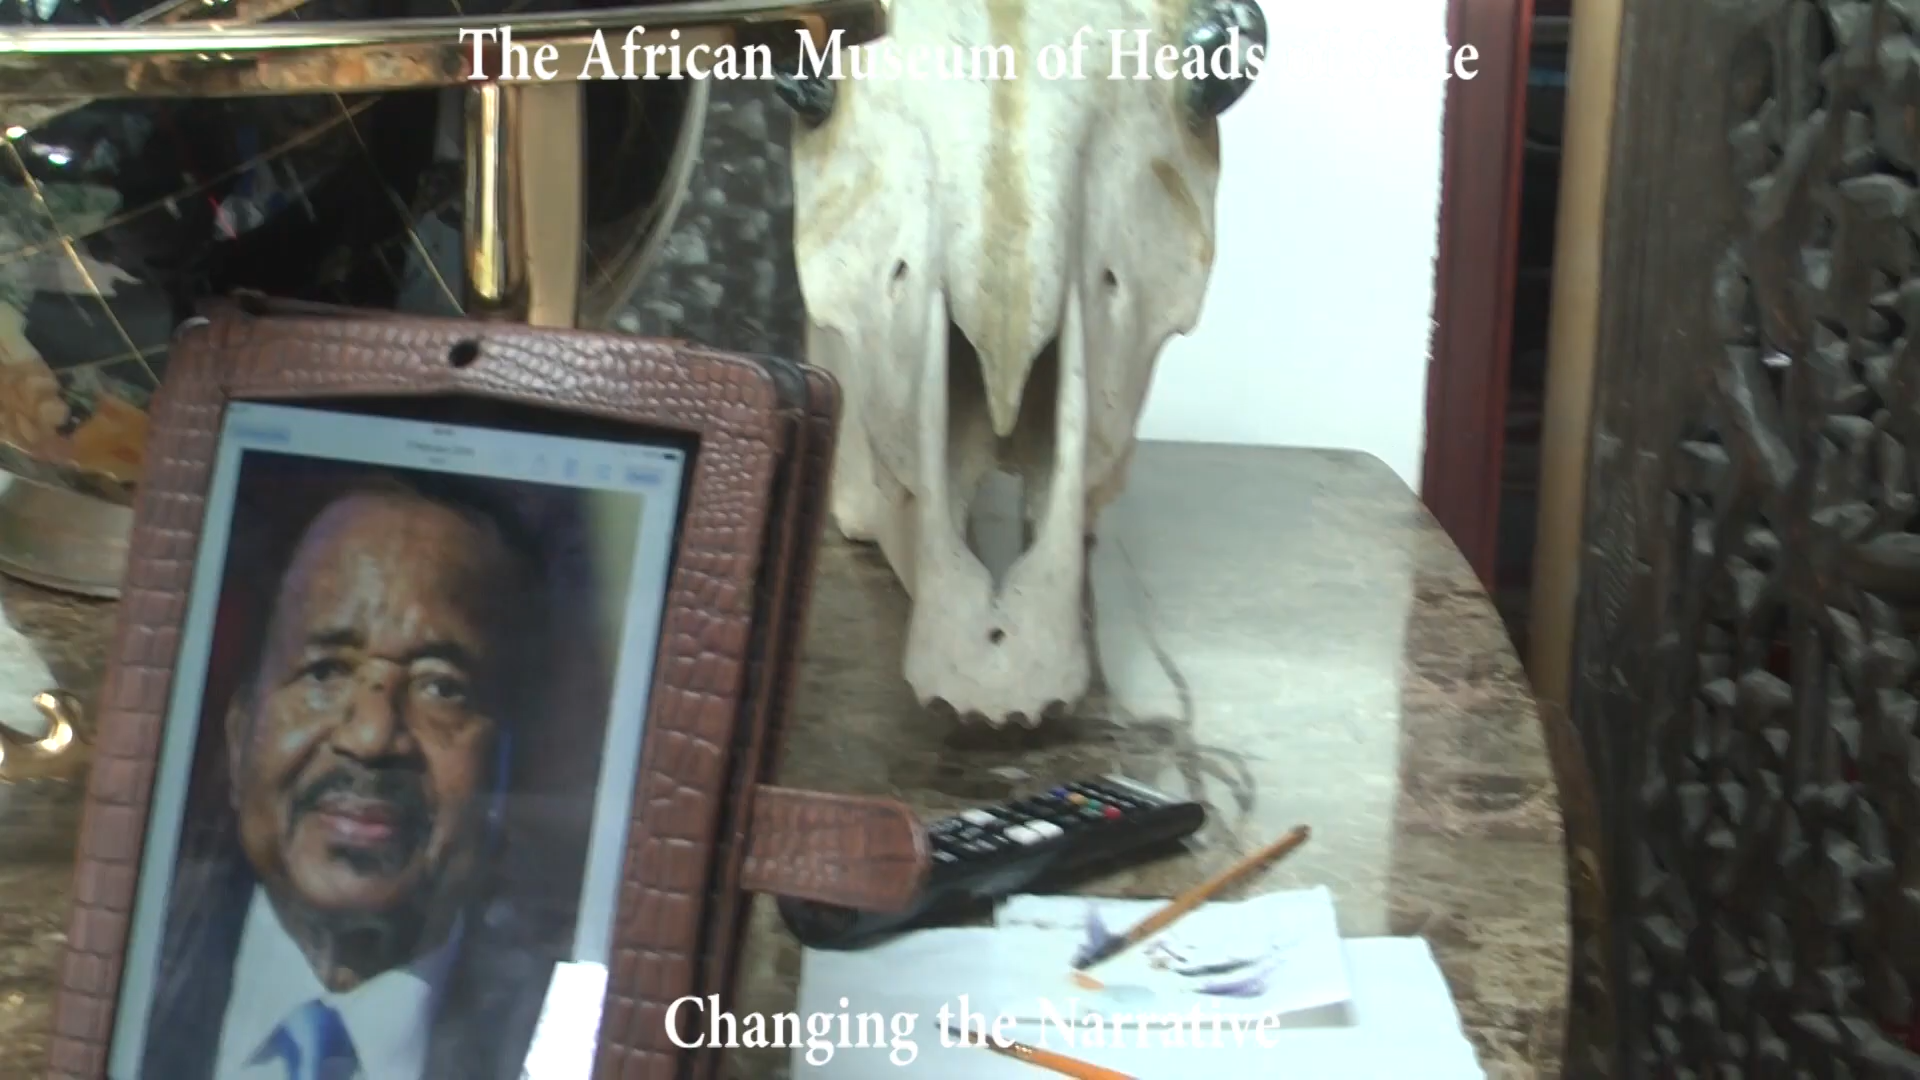 The African Museum of Heads
Changing the Narrative